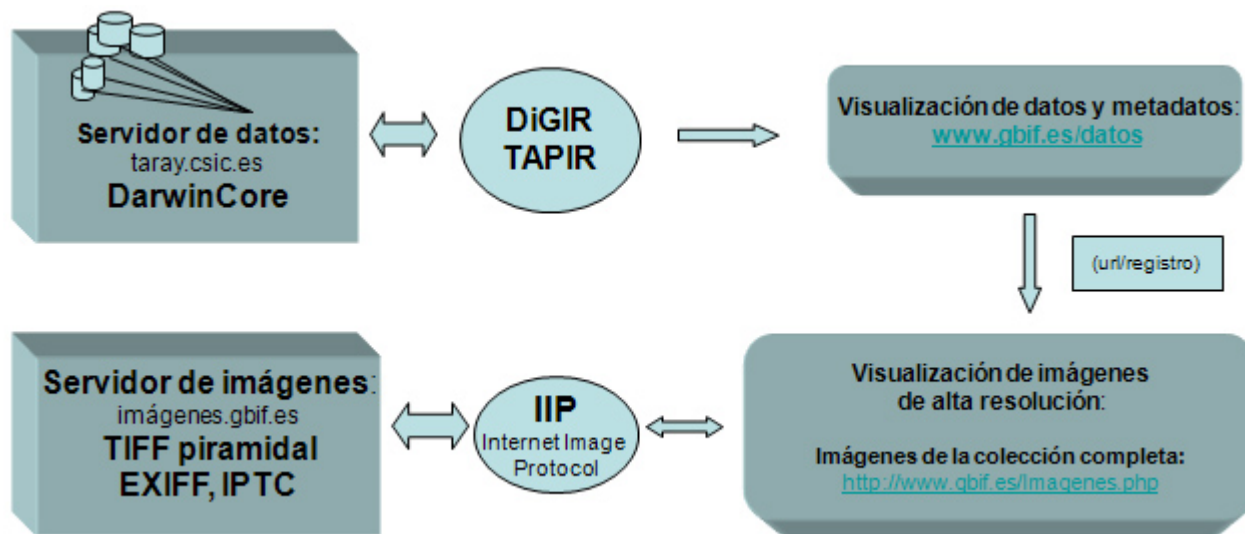 Servidor de datos:
taray.csic.es
DarwinCore
DiGIR
TAPIR
Visualización de datos y metadatos:
www.gbif.es/datos
(url/registro)
Servidor de imágenes:
imágenes.gbif.es
TIFF piramidal
EXIFF, IPTC
IIP
Internet Image
Protocol
Visualización de imágenes
de alta resolución:
Imágenes de la colección completa:
http://www.gbif.es/Imagenes.php